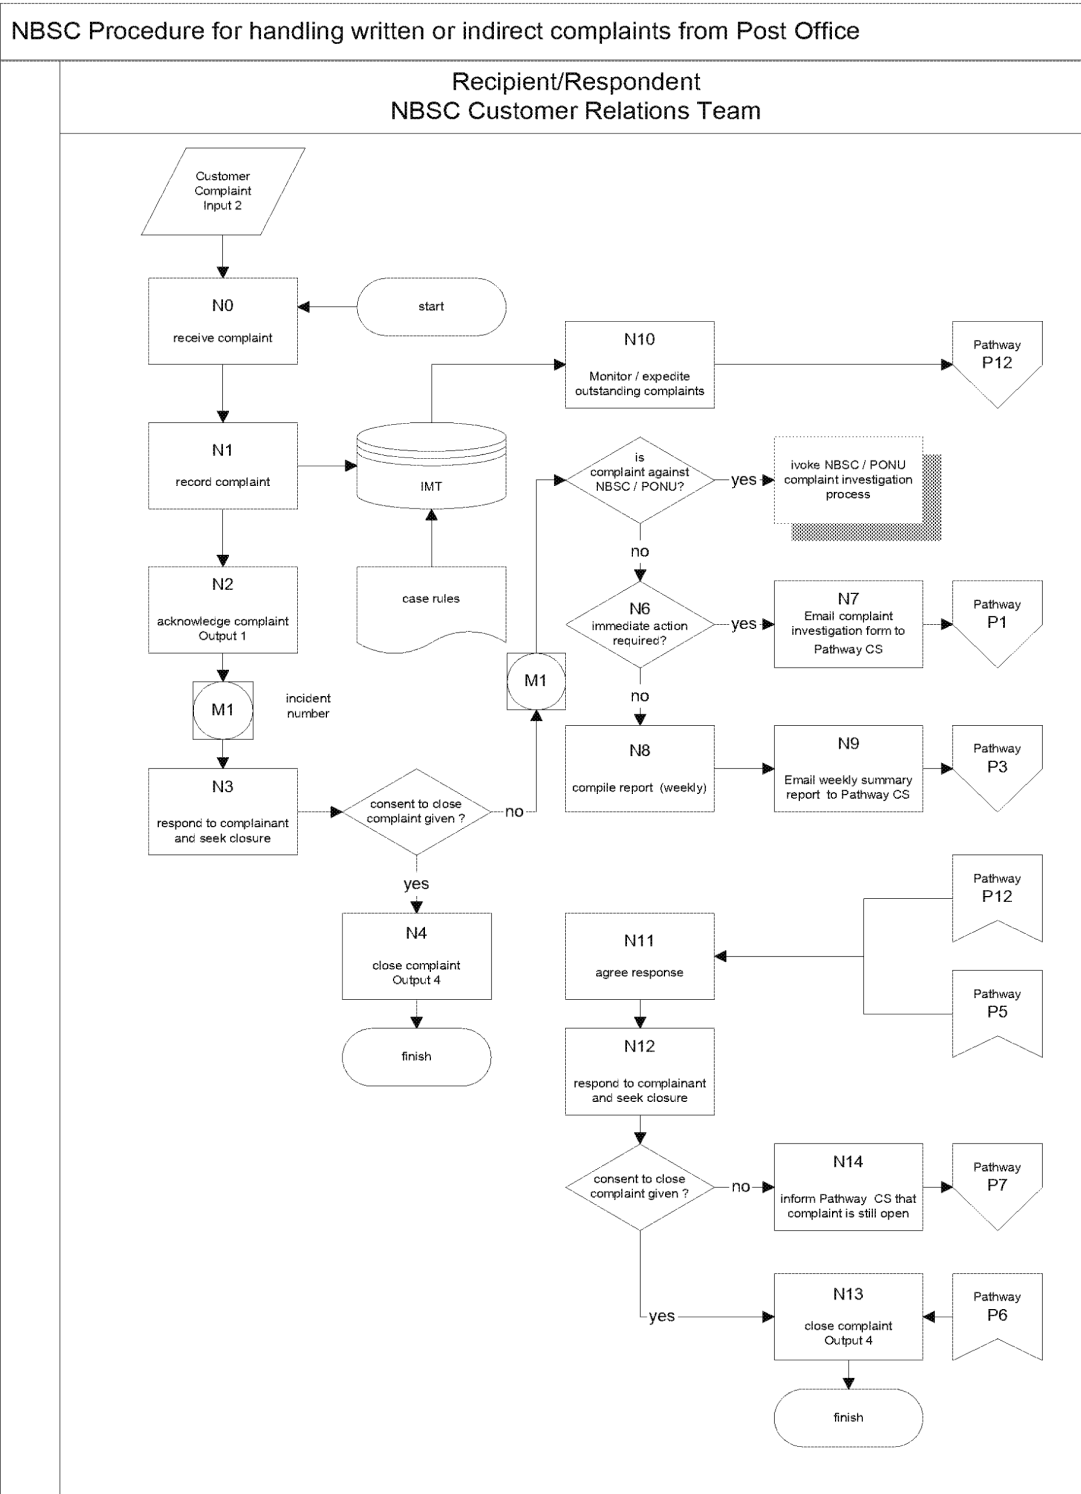 NBSC Procedure for handling written or indirect complaints from Post Office
Recipient/Respondent
NBSC Customer Relations Team
Customer
Complaint
Input 2
N0
receive complaint
start
N10
Monitor / expedite
outstanding complaints
Pathway
P12
N1
record complaint
IMT
is
complaint against
NBSC / PONU?
yes
ivoke NBSC / PONU
complaint investigation
process
no
N2
acknowledge complaint
Output 1
case rules
N6
immediate action
required?
yes
N7
Email complaint
investigation form to
Pathway CS
Pathway
P1
M1
incident
number
M1
no
N3
respond to complainant
and seek closure
consent to close
complaint given ?
no
N8
compile report (weekly)
N9
Email weekly summary
report to Pathway CS
Pathway
P3
yes
N4
close complaint
Output 4
finish
Pathway
P12
N11
agree response
Pathway
P5
N12
respond to complainant
and seek closure
consent to close
complaint given ?
no
N14
inform Pathway CS that
complaint is still open
Pathway
P7
yes
N13
close complaint
Output 4
Pathway
P6
finish